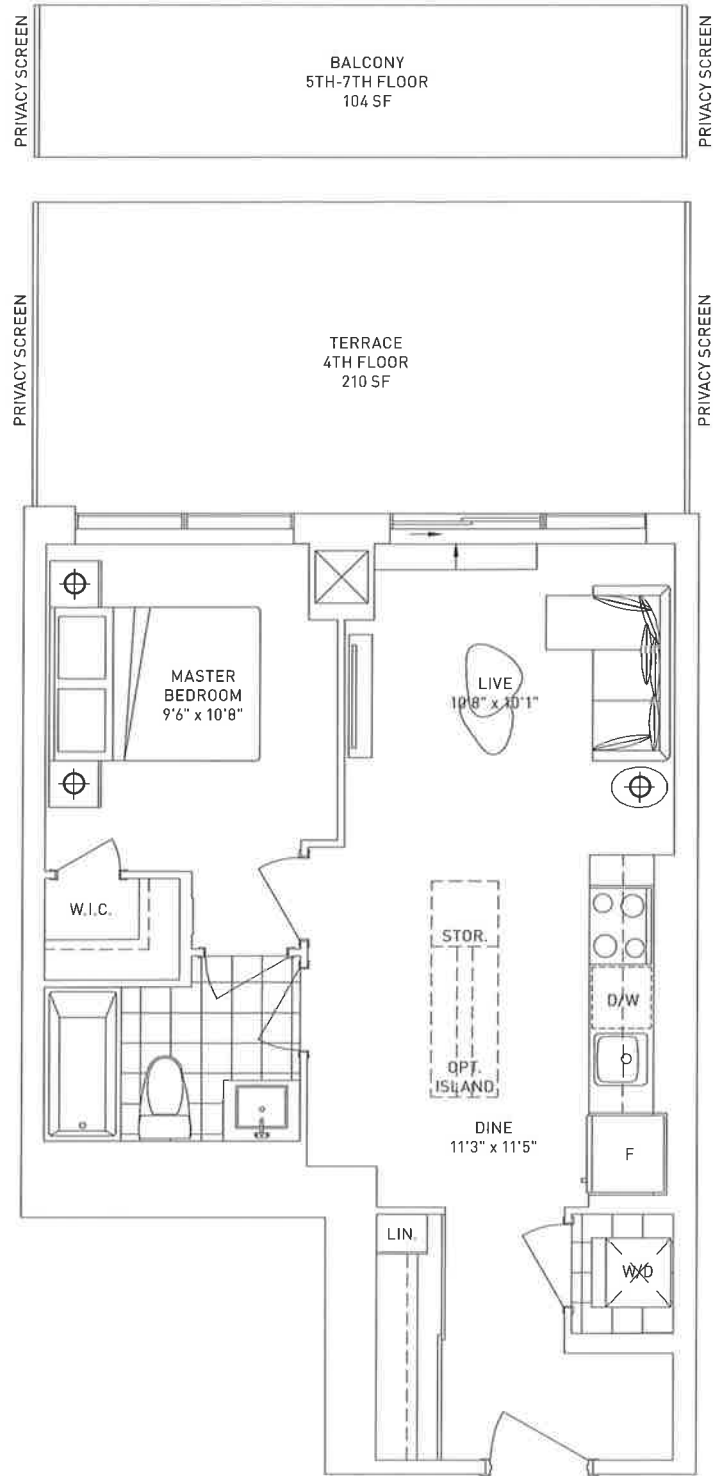 PRIVACY SCREEN
BALCONY
5TH-7TH FLOOR
104 SF
PRIVACY SCREEN
PRIVACY SCREEN
TERRACE
4TH FLOOR
210 SF
PRIVACY SCREEN
MASTER
BEDROOM
9'6" x 10'8"
LIVE
10'8" x 10'1"
W.I.C.
STOR.
D/W
OPT.
ISLAND
DINE
11'3" x 11'5"
F
LIN.
W/D